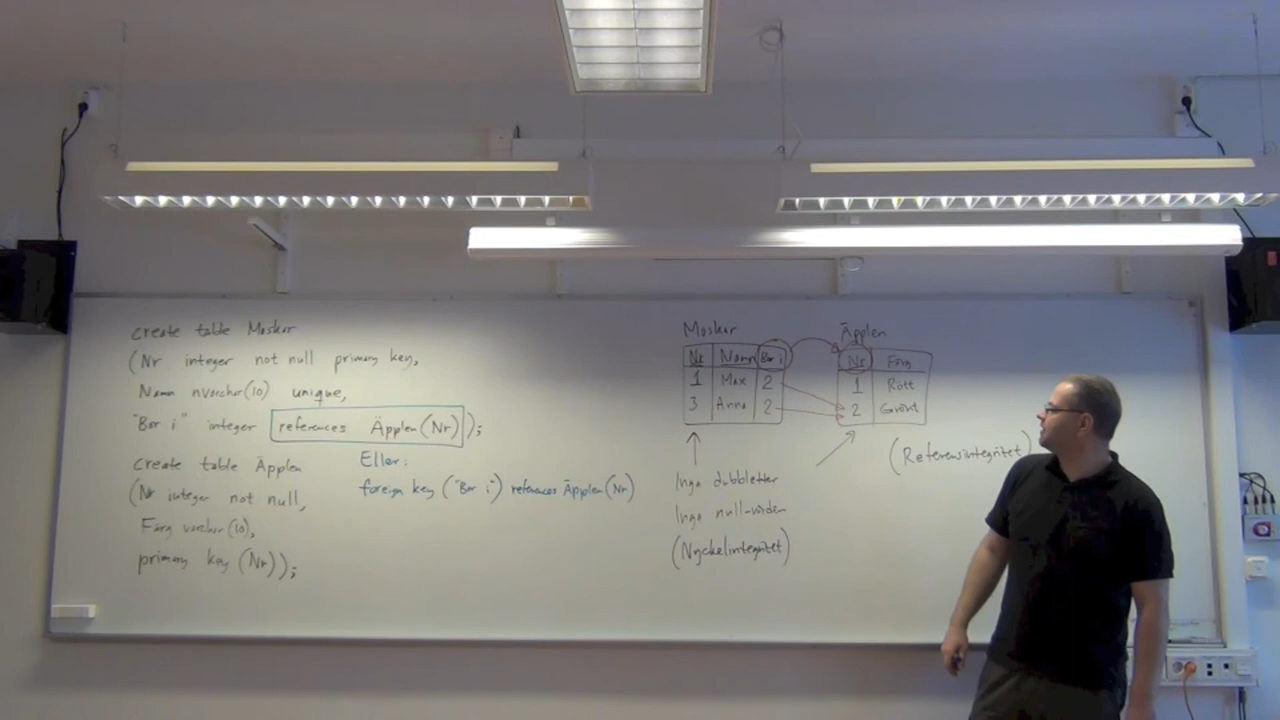 create table Maskar
(Nr integer not null primary key,
Namn nvarchar(10) unique,
"Bor i" integer references Äpplen(Nr));
create table Äpplen
(Nr integer not null,
Färg varchar(10),
primary key (Nr));
Eller:
foreign key ("Bor i") references Äpplen(Nr)
Maskar
Nr Namn Bor i
1 Max 2
3 Anna 2
Äpplen
Nr Färg
1 Rött
2 Grönt
Inga dubbletter
Inga null-värden
(Nyckelintegritet)
(Referensintegritet)